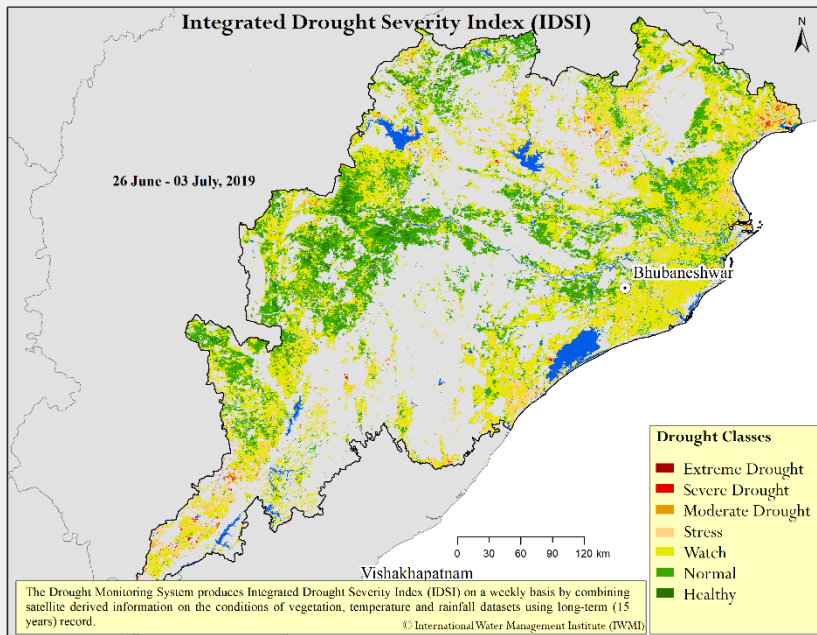 Integrated Drought Severity Index (IDSI)
N
26 June - 03 July, 2019
Bhubaneshwar
Drought Classes
Extreme Drought
Severe Drought
Moderate Drought
Stress
Watch
Normal
Healthy
0 30 60 90 120 km
Vishakhapatnam
The Drought Monitoring System produces Integrated Drought Severity Index (IDSI) on a weekly basis by combining
satellite derived information on the conditions of vegetation, temperature and rainfall datasets using long-term (15
years) record.
© International Water Management Institute (IWMI)